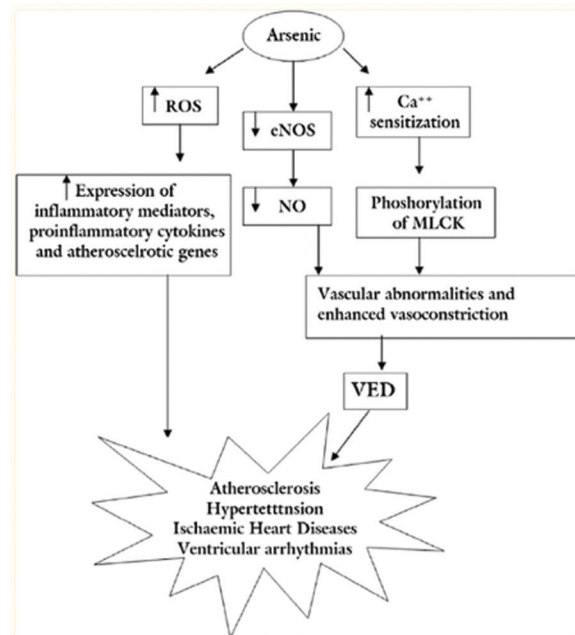 Arsenic
ROS
eNOS
Ca++
sensitization
Expression of
inflammatory mediators,
proinflammatory cytokines
and atheroscelrotic genes
NO
Phoshorylation
of MLCK
Vascular abnormalities and
enhanced vasoconstriction
VED
Atherosclerosis
Hypertetttnsion
Ischaemic Heart Diseases
Ventricular arrhythmias